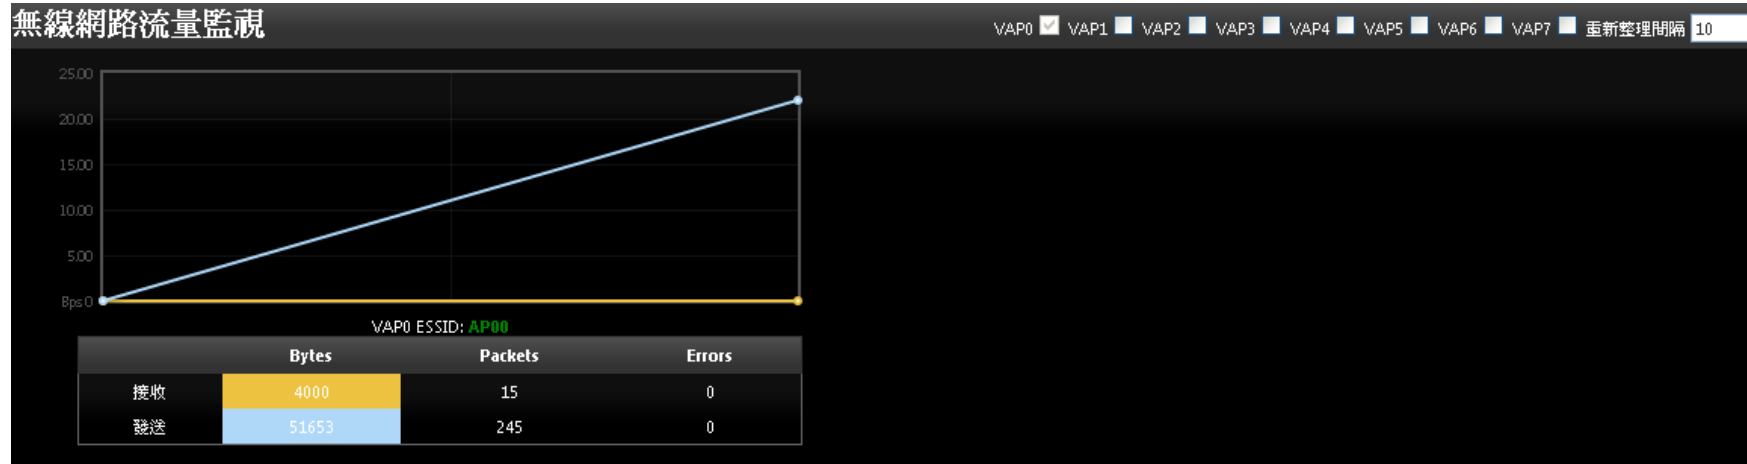 無線網路流量監視
VAP0 VAP1 VAP2 VAP3 VAP4 VAP5 VAP6 VAP7 重新整理間隔 10
25.00
20.00
15.00
10.00
5.00
Bps 0
VAP0 ESSID: AP00
Bytes Packets Errors
接收 4000 15 0
發送 51653 245 0